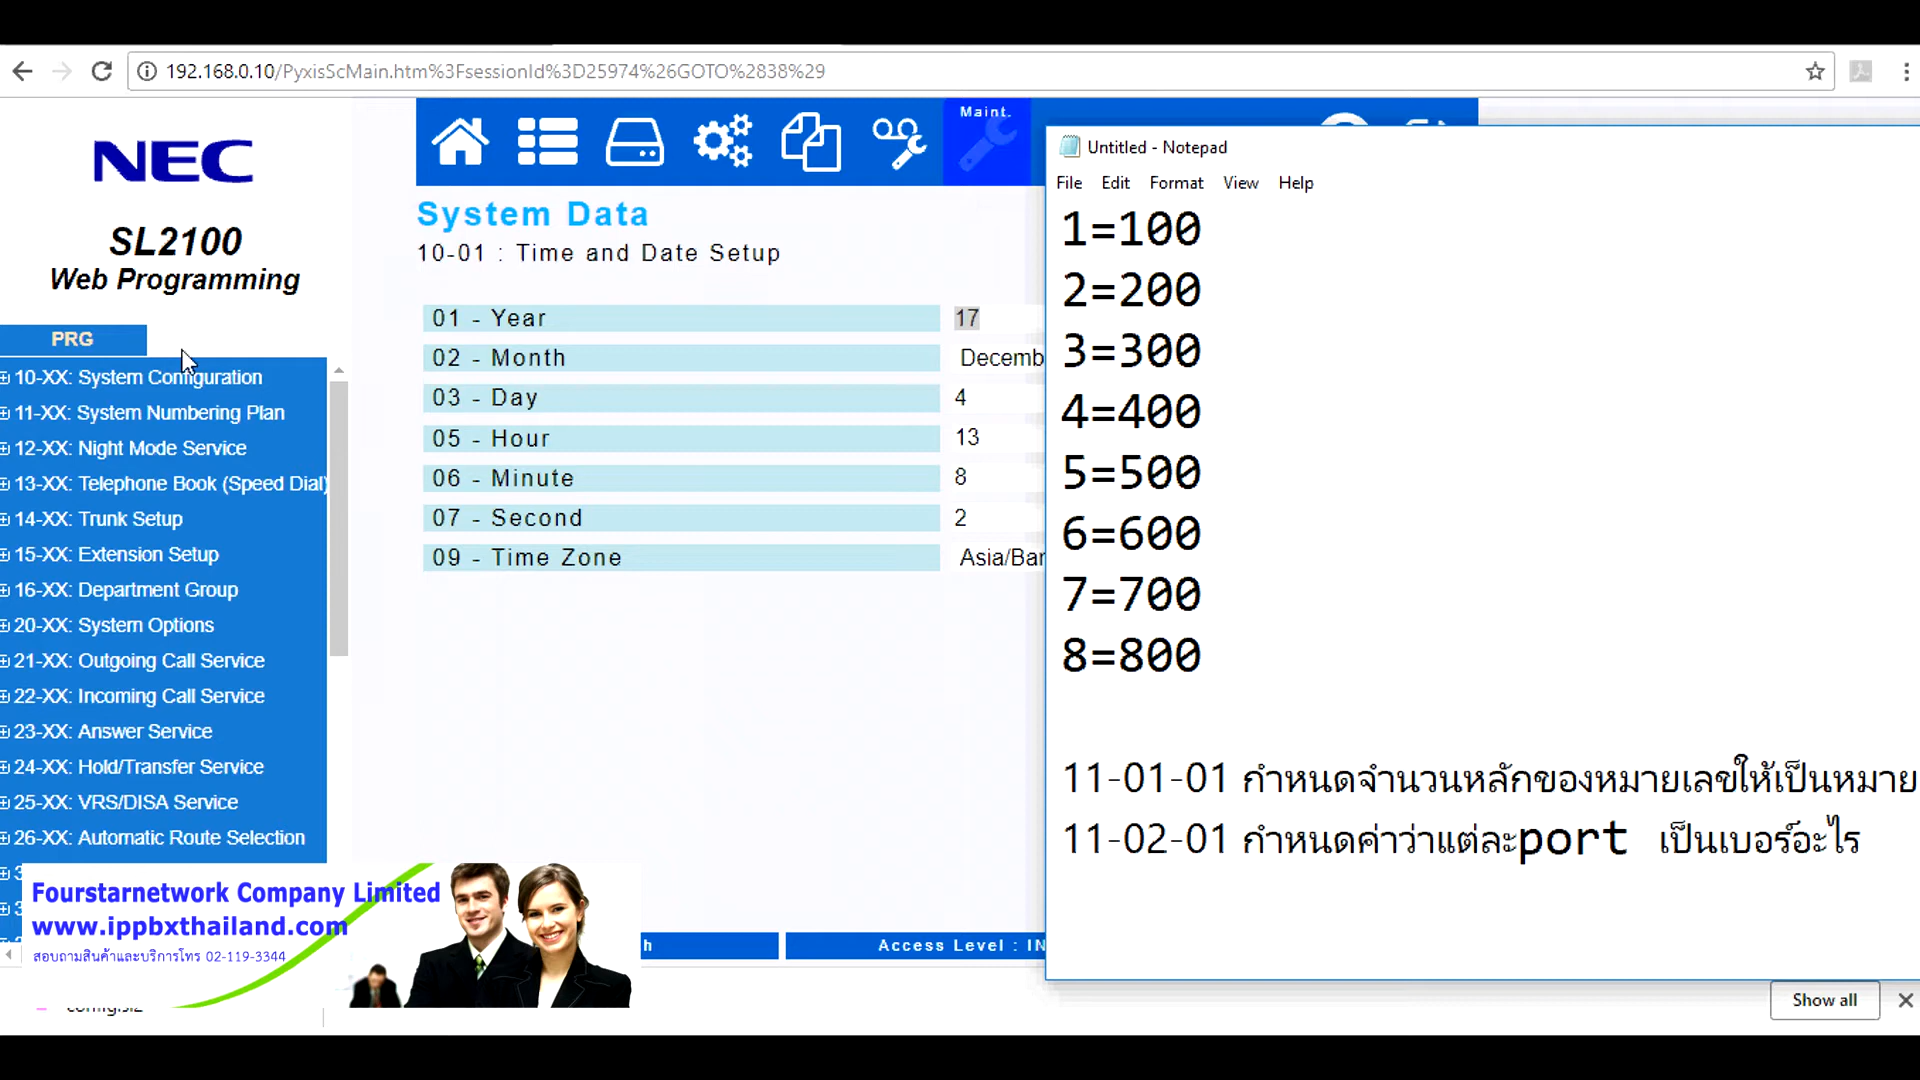 192.168.0.10/PyxisScMain.htm%3FsessionId%3D25974%26GOTO%2838%29
NEC
SL2100
Web Programming
PRG
10-XX: System Configuration
11-XX: System Numbering Plan
12-XX: Night Mode Service
13-XX: Telephone Book (Speed Dial)
14-XX: Trunk Setup
15-XX: Extension Setup
16-XX: Department Group
20-XX: System Options
21-XX: Outgoing Call Service
22-XX: Incoming Call Service
23-XX: Answer Service
24-XX: Hold/Transfer Service
25-XX: VRS/DISA Service
26-XX: Automatic Route Selection
Maint.
System Data
10-01 : Time and Date Setup
01 - Year 17
02 - Month Decemb
03 - Day 4
05 - Hour 13
06 - Minute 8
07 - Second 2
09 - Time Zone Asia/Ban
h
Access Level : IN
Untitled - Notepad
File Edit Format View Help
1=100
2=200
3=300
4=400
5=500
6=600
7=700
8=800
11-01-01 กำหนดจำนวนหลักของหมายเลขให้เป็นหมาย
11-02-01 กำหนดค่าว่าแต่ละport เป็นเบอร์อะไร
Fourstarnetwork Company Limited
www.ippbxthailand.com
สอบถามสินค้าและบริการโทร 02-119-3344
Show all